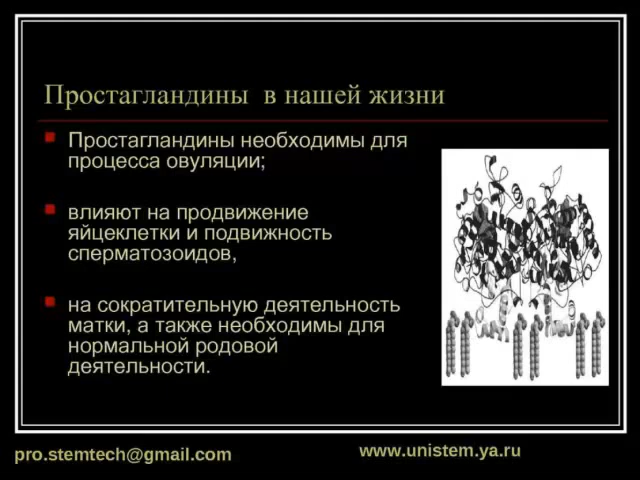 Простагландины в нашей жизни
Простагландины необходимы для
процесса овуляции;
влияют на продвижение
яйцеклетки и подвижность
сперматозоидов,
на сократительную деятельность
матки, а также необходимы для
нормальной родовой
деятельности.
pro.stemtech@gmail.com
www.unistem.ya.ru